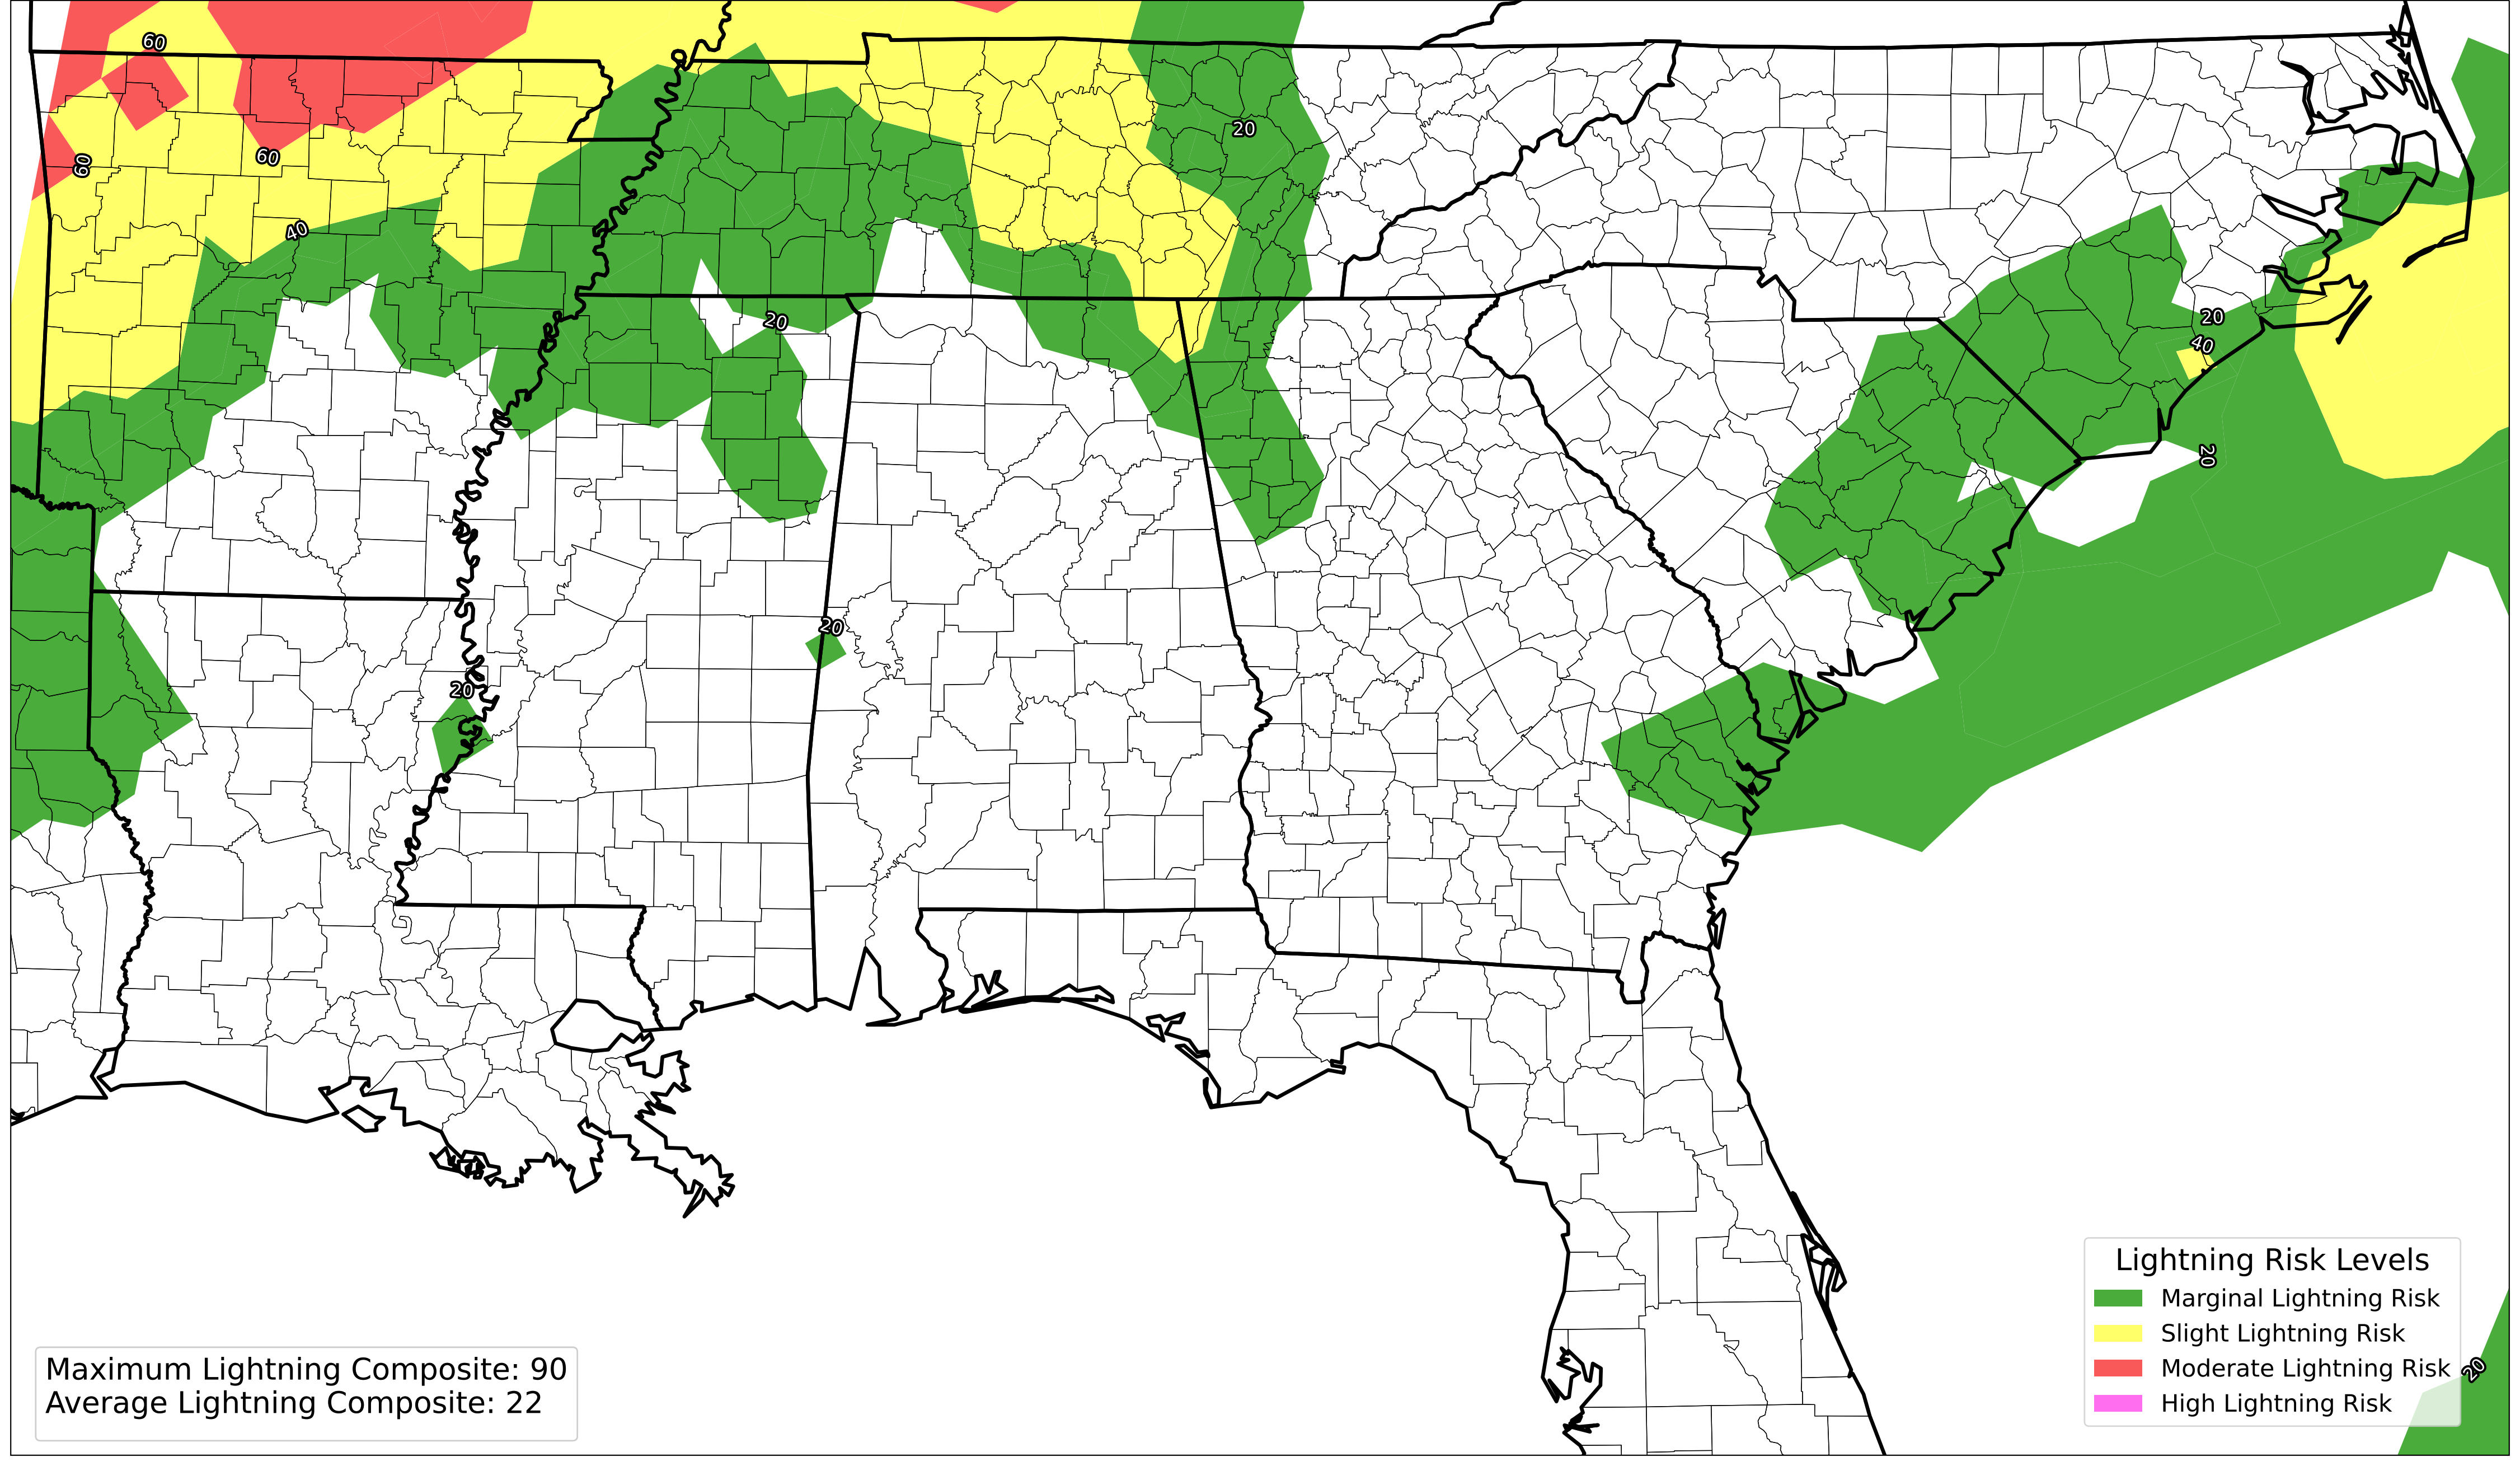 60
20
60
60
40
20
40
20
20
20
20
Lightning Risk Levels
Marginal Lightning Risk
Slight Lightning Risk
Moderate Lightning Risk
High Lightning Risk
20
Maximum Lightning Composite: 90
Average Lightning Composite: 22